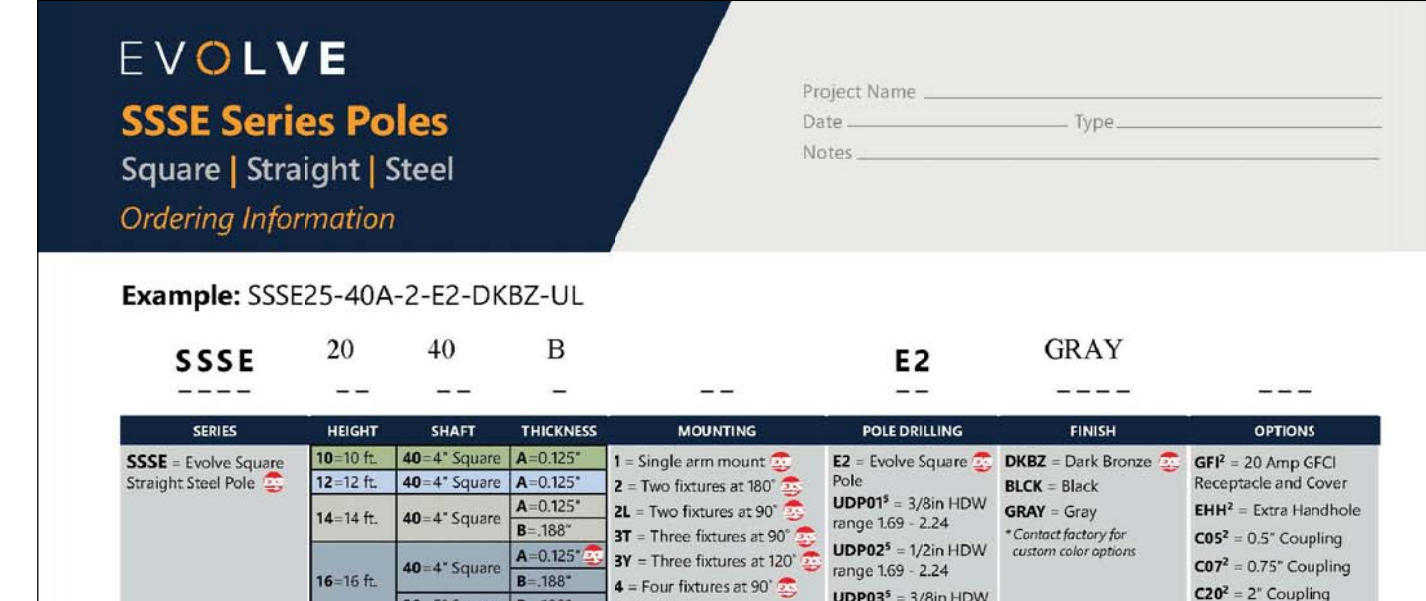 EVOLVE
SSSE Series Poles
Square | Straight | Steel
Ordering Information
Project Name
Date Type
Notes
Example: SSSE25-40A-2-E2-DKBZ-UL
SSSE 20 40 B E2 GRAY
SERIES HEIGHT SHAFT THICKNESS MOUNTING POLE DRILLING FINISH OPTIONS
SSSE = Evolve Square
Straight Steel Pole
10=10 ft. 40=4" Square A=0.125"
12=12 ft. 40=4" Square A=0.125"
14=14 ft. 40=4" Square A=0.125"
B=.188"
16=16 ft. 40=4" Square A=0.125"
B=.188"
1 = Single arm mount
2 = Two fixtures at 180°
2L = Two fixtures at 90°
3T = Three fixtures at 90°
3Y = Three fixtures at 120°
4 = Four fixtures at 90°
E2 = Evolve Square
Pole
UDP01⁵ = 3/8in HDW
range 1.69 - 2.24
UDP02⁵ = 1/2in HDW
range 1.69 - 2.24
UDP03⁵ = 3/8in HDW
DKBZ = Dark Bronze
BLCK = Black
GRAY = Gray
* Contact factory for
custom color options
GFI² = 20 Amp GFCI
Receptacle and Cover
EHH² = Extra Handhole
C05² = 0.5" Coupling
C07² = 0.75" Coupling
C20² = 2" Coupling